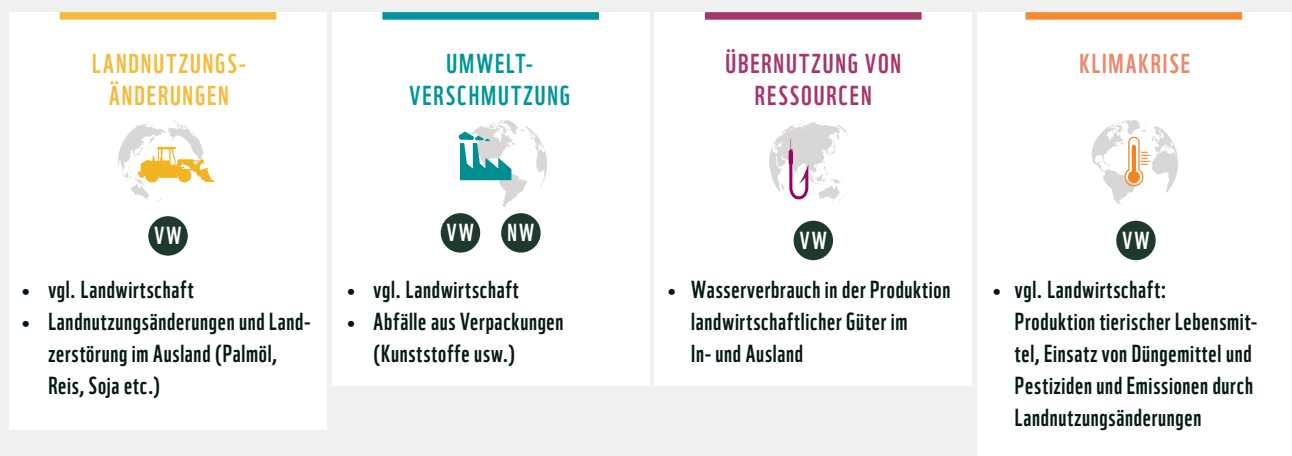 LANDNUTZUNGS-
ÄNDERUNGEN
VW
• vgl. Landwirtschaft
• Landnutzungsänderungen und Land-
zerstörung im Ausland (Palmöl,
Reis, Soja etc.)
UMWELT-
VERSCHMUTZUNG
VW NW
• vgl. Landwirtschaft
• Abfälle aus Verpackungen
(Kunststoffe usw.)
ÜBERNUTZUNG VON
RESSOURCEN
VW
• Wasserverbrauch in der Produktion
landwirtschaftlicher Güter im
In- und Ausland
KLIMAKRISE
VW
• vgl. Landwirtschaft:
Produktion tierischer Lebensmit-
tel, Einsatz von Düngemittel und
Pestiziden und Emissionen durch
Landnutzungsänderungen